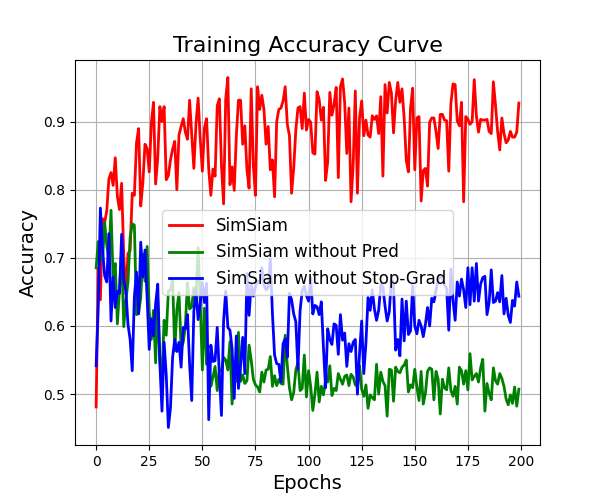 Training Accuracy Curve
Accuracy
0.9
0.8
0.7
0.6
0.5
SimSiam
SimSiam without Pred
SimSiam without Stop-Grad
0 25 50 75 100 125 150 175 200
Epochs